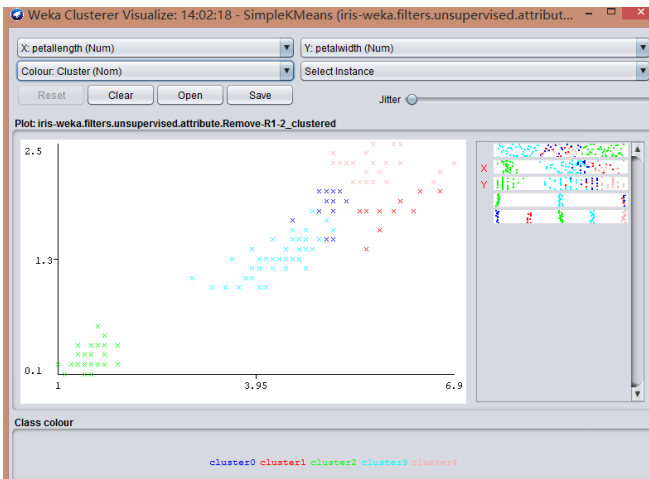 Weka Clusterer Visualize: 14:02:18 - SimpleKMeans (iris-weka.filters.unsupervised.attribut...
X: petallength (Num) Y: petalwidth (Num)
Colour: Cluster (Nom) Select Instance
Reset Clear Open Save Jitter
Plot: iris-weka.filters.unsupervised.attribute.Remove-R1-2_clustered
2.5
X
Y
1.3
0.1
1 3.95 6.9
Class colour
cluster0 cluster1 cluster2 cluster3 cluster4